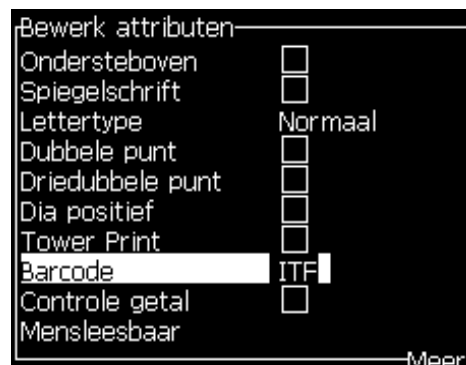 Bewerk attributen
Ondersteboven
Spiegelschrift
Lettertype Normaal
Dubbele punt
Driedubbele punt
Dia positief
Tower Print
Barcode ITF
Controle getal
Mensleesbaar
Meer